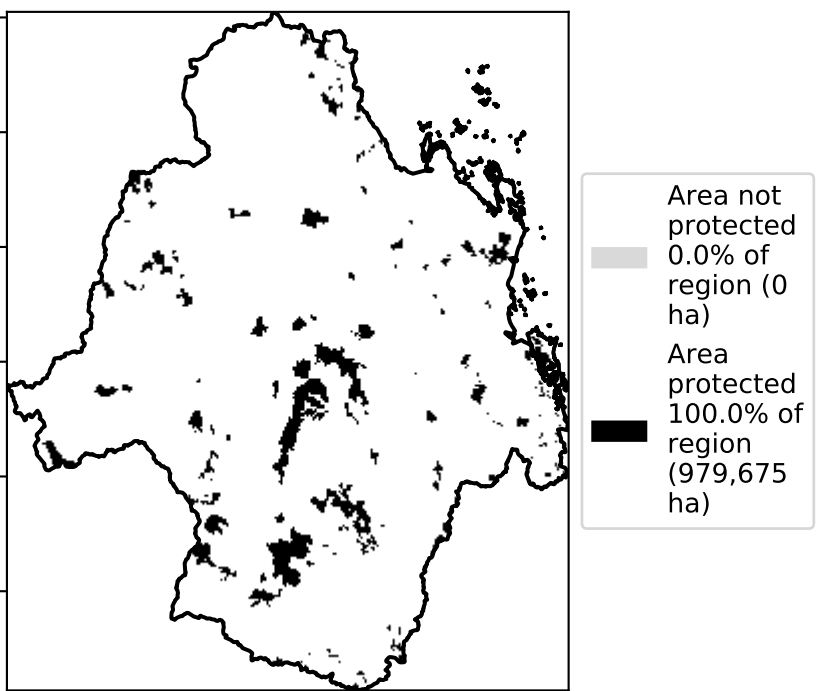 Area not
protected
0.0% of
region (0
ha)
Area
protected
100.0% of
region
(979,675
ha)